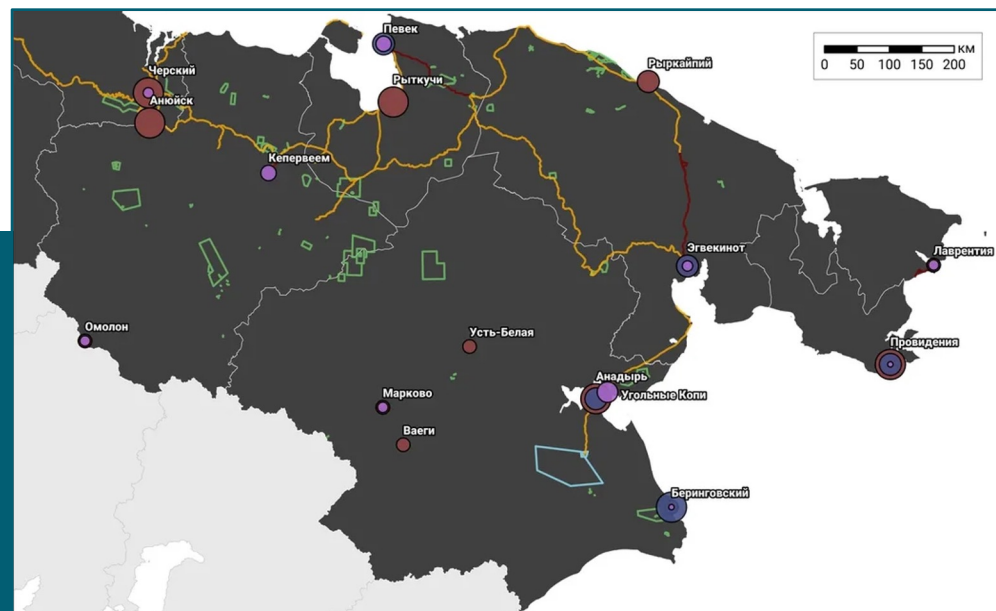 Певек
Черский
Рыткучи
Рыркайпий
КМ
0 50 100 150 200
Анюйск
Кепервеем
Эгвекинот
Лаврентия
Омолон
Усть-Белая
Провидения
Анадырь
Марково
Угольные Копи
Ваеги
Беринговский